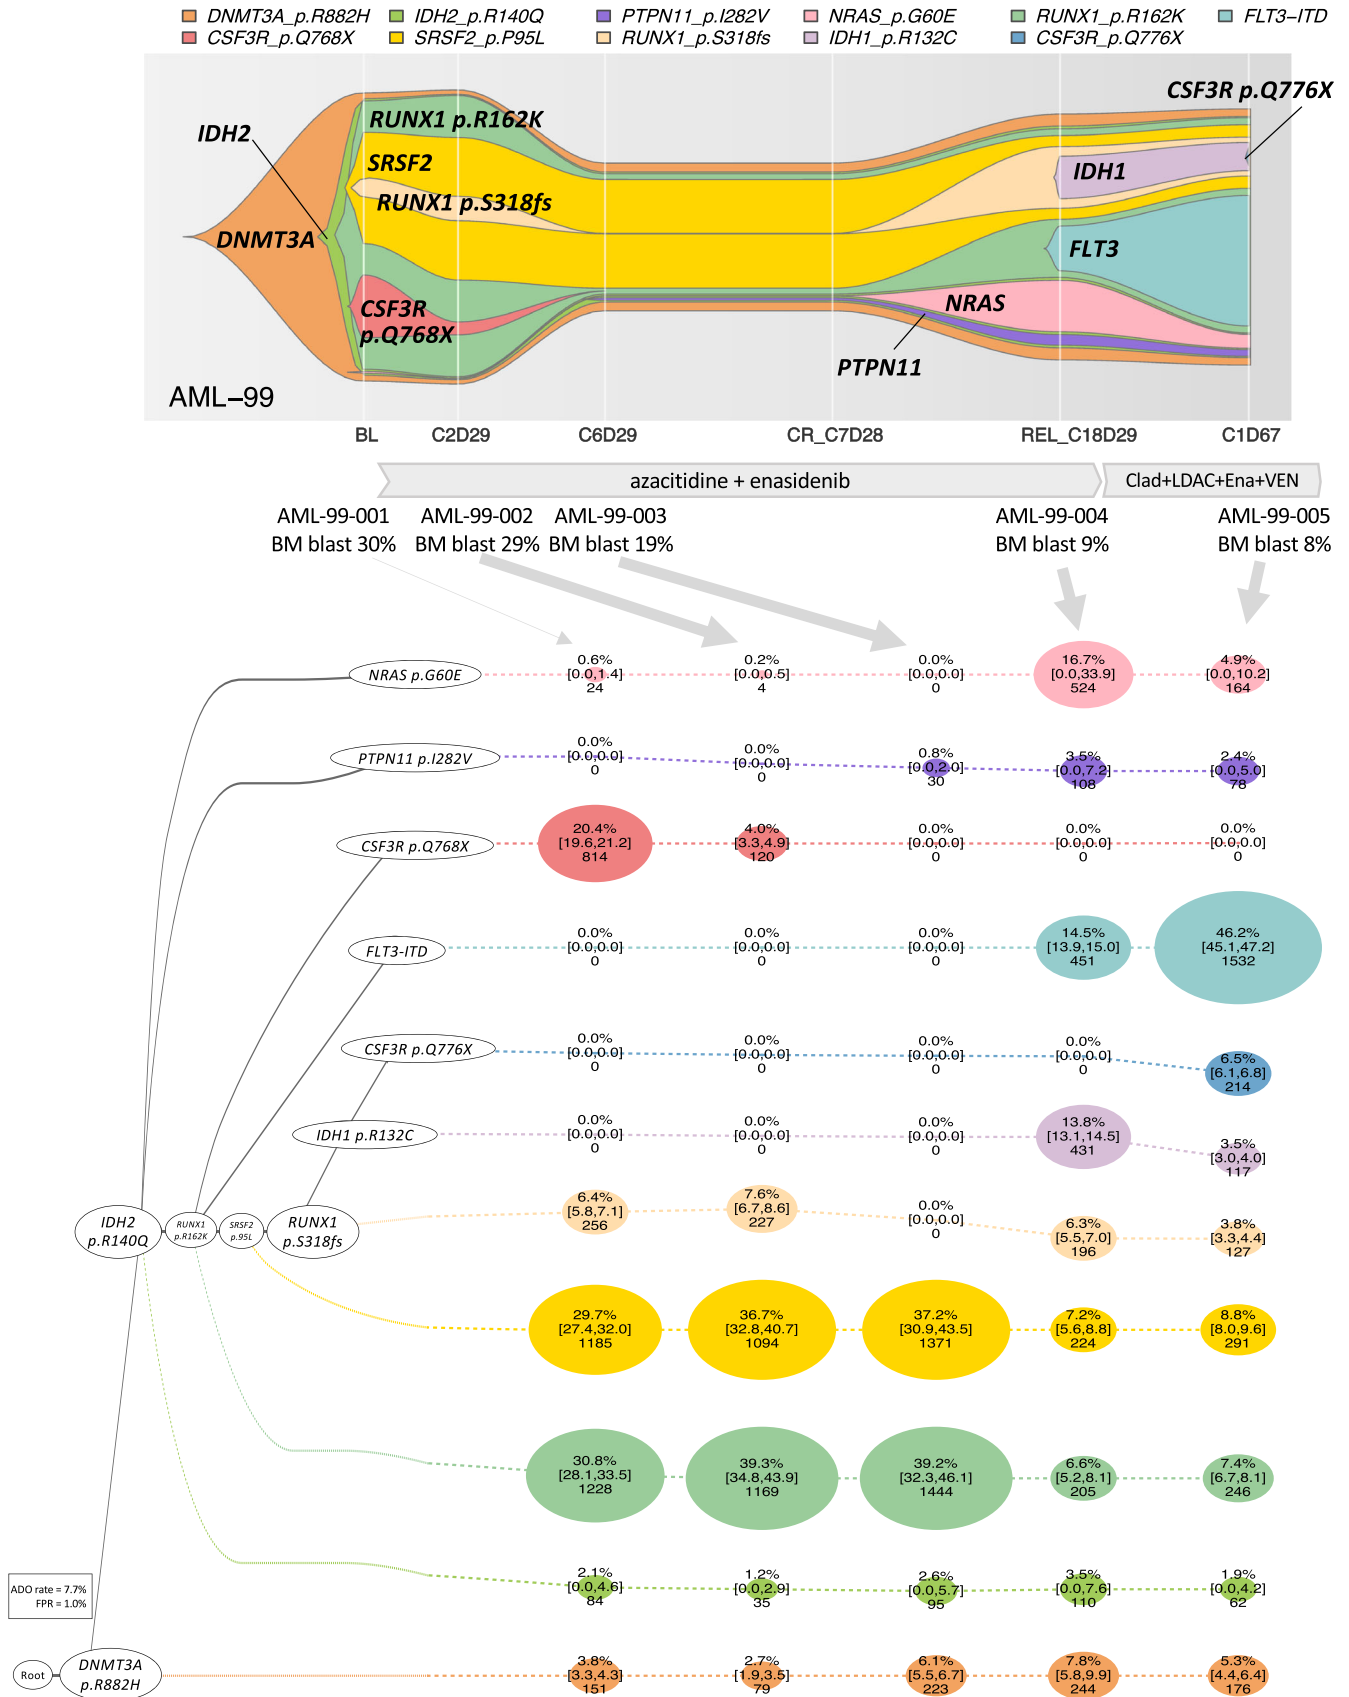 DNMT3A_p.R882H IDH2_p.R140Q PTPN11_p.I282V NRAS_p.G60E RUNX1_p.R162K FLT3−ITD
CSF3R_p.Q768X SRSF2_p.P95L RUNX1_p.S318fs IDH1_p.R132C CSF3R_p.Q776X
CSF3R p.Q776X
IDH2
RUNX1 p.R162K
SRSF2
IDH1
RUNX1 p.S318fs
DNMT3A
FLT3
CSF3R
p.Q768X
NRAS
PTPN11
AML−99
BL C2D29 C6D29 CR_C7D28 REL_C18D29 C1D67
azacitidine + enasidenib
Clad+LDAC+Ena+VEN
AML-99-001 AML-99-002 AML-99-003 AML-99-004 AML-99-005
BM blast 30% BM blast 29% BM blast 19% BM blast 9% BM blast 8%
NRAS p.G60E
0.6% 0.2% 0.0% 16.7% 4.9%
[0.0,1.4] [0.0,0.5] [0.0,0.0] [0.0,33.9] [0.0,10.2]
24 4 0 524 164
PTPN11 p.I282V
0.0% 0.0% 0.8% 3.5% 2.4%
[0.0,0.0] [0.0,0.0] [0.0,2.0] [0.0,7.2] [0.0,5.0]
0 0 30 108 78
CSF3R p.Q768X
20.4% 4.0% 0.0% 0.0% 0.0%
[19.6,21.2] [3.3,4.9] [0.0,0.0] [0.0,0.0] [0.0,0.0]
814 120 0 0 0
FLT3-ITD
0.0% 0.0% 0.0% 14.5% 46.2%
[0.0,0.0] [0.0,0.0] [0.0,0.0] [13.9,15.0] [45.1,47.2]
0 0 0 451 1532
CSF3R p.Q776X
0.0% 0.0% 0.0% 0.0% 6.5%
[0.0,0.0] [0.0,0.0] [0.0,0.0] [0.0,0.0] [6.1,6.8]
0 0 0 0 214
IDH1 p.R132C
0.0% 0.0% 0.0% 13.8% 3.5%
[0.0,0.0] [0.0,0.0] [0.0,0.0] [13.1,14.5] [3.0,4.0]
0 0 0 431 117
IDH2
p.R140Q
RUNX1
p.R162K
SRSF2
p.95L
RUNX1
p.S318fs
6.4% 7.6% 0.0% 6.3% 3.8%
[5.8,7.1] [6.7,8.6] [0.0,0.0] [5.5,7.0] [3.3,4.4]
256 227 0 196 127
29.7% 36.7% 37.2% 7.2% 8.8%
[27.4,32.0] [32.8,40.7] [30.9,43.5] [5.6,8.8] [8.0,9.6]
1185 1094 1371 224 291
30.8% 39.3% 39.2% 6.6% 7.4%
[28.1,33.5] [34.8,43.9] [32.3,46.1] [5.2,8.1] [6.7,8.1]
1228 1169 1444 205 246
2.1% 1.2% 2.6% 3.5% 1.9%
[0.0,4.6] [0.0,2.9] [0.0,5.7] [0.0,7.6] [0.0,4.2]
84 35 95 110 62
ADO rate = 7.7%
FPR = 1.0%
Root
DNMT3A
p.R882H
3.8% 2.7% 6.1% 7.8% 5.3%
[3.3,4.3] [1.9,3.5] [5.5,6.7] [5.8,9.9] [4.4,6.4]
151 79 223 244 176